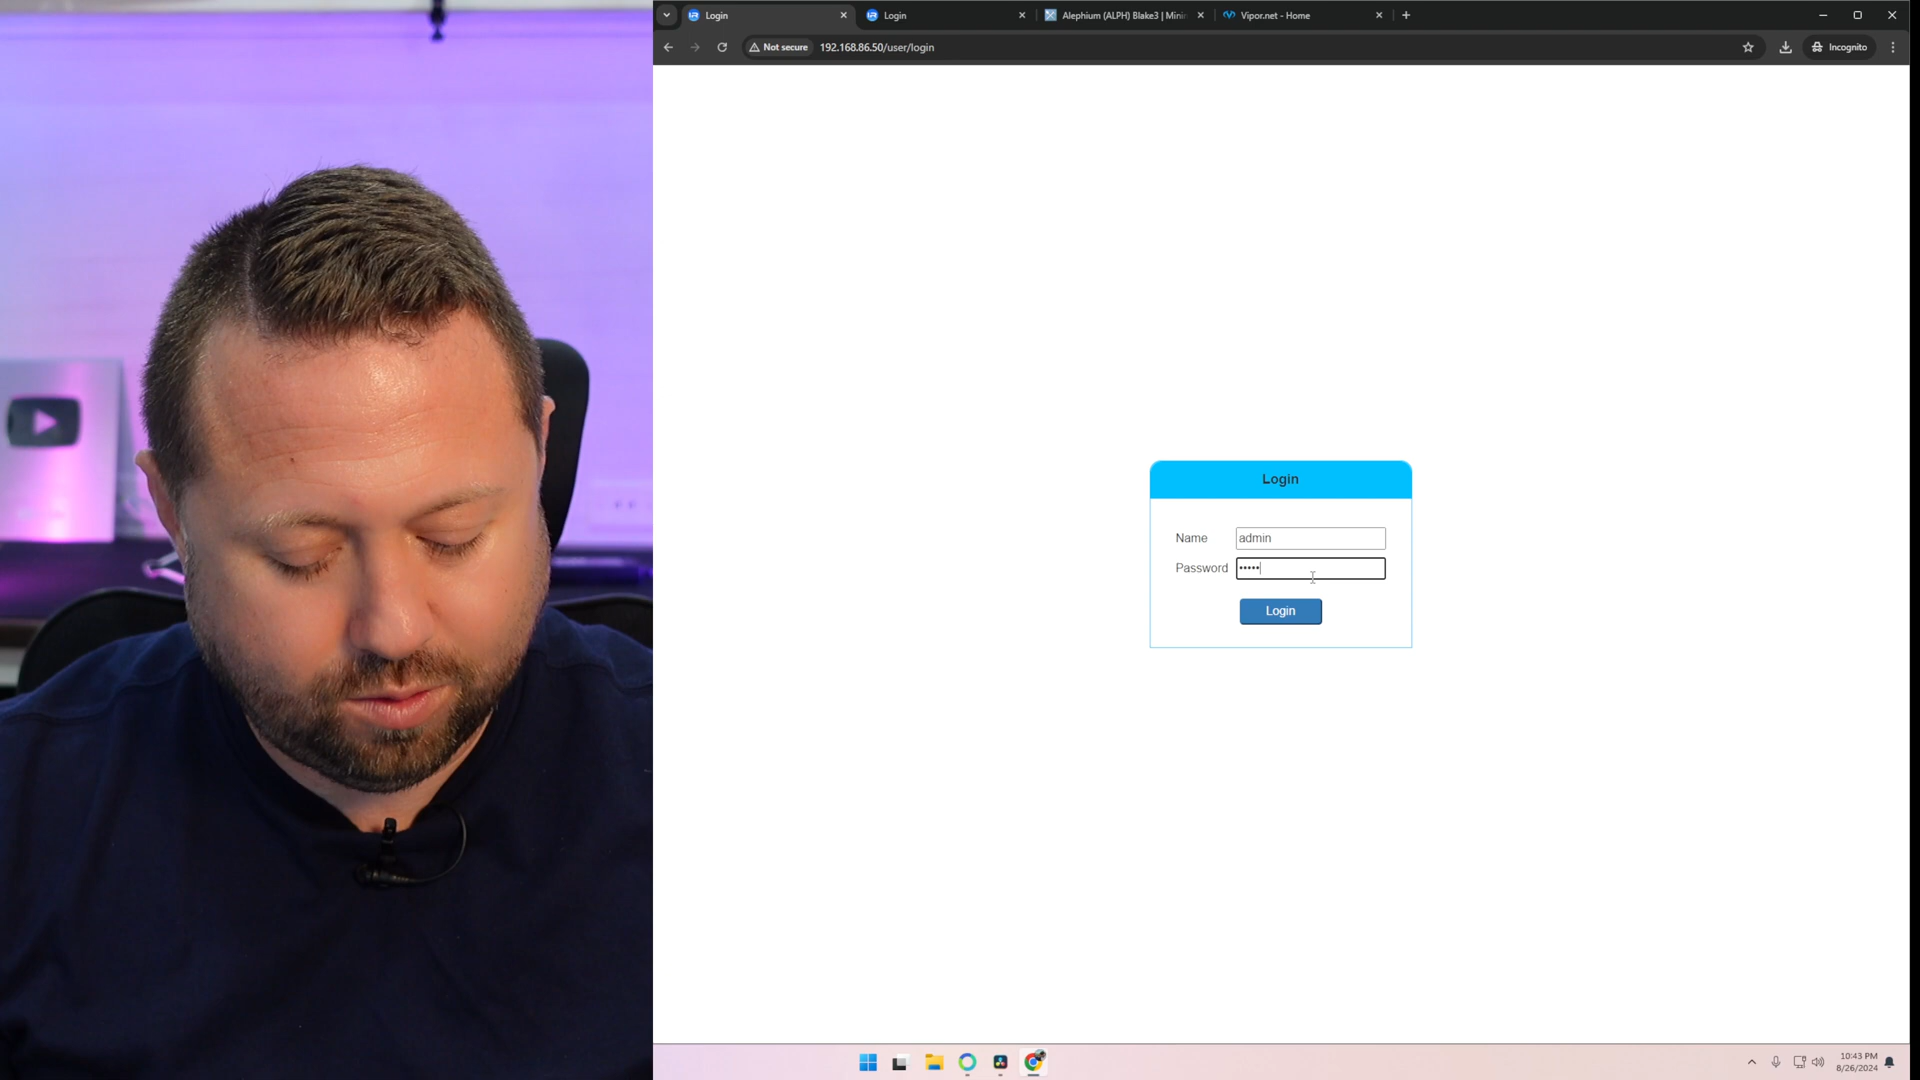 Login
Login
Alephium (ALPH) Blake3 | Minin
Vipor.net - Home
Not secure
192.168.86.50/user/login
Incognito
Login
Name
admin
Password
•••••
Login
10:43 PM
8/26/2024